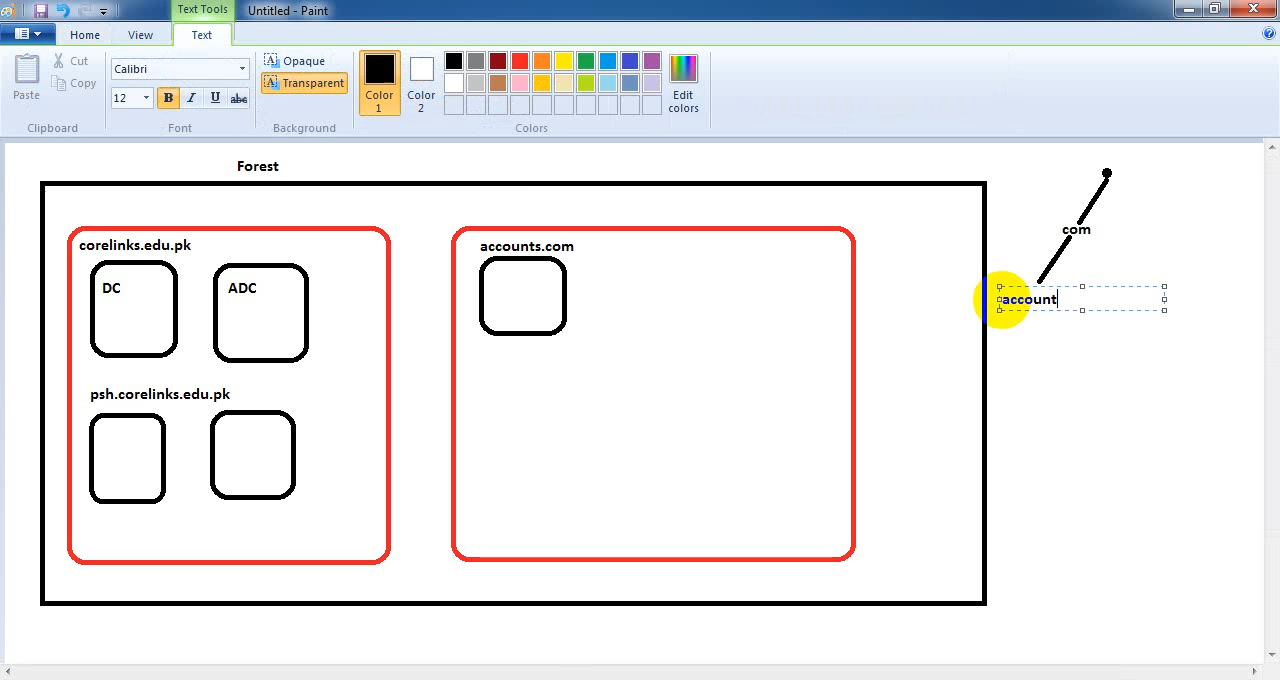 Text Tools
Untitled - Paint
Home
View
Text
Paste
Cut
Copy
Clipboard
Calibri
12
B I U abc
Font
Opaque
Transparent
Background
Color 1
Color 2
Edit colors
Colors
Forest
corelinks.edu.pk
DC
ADC
psh.corelinks.edu.pk
accounts.com
com
account